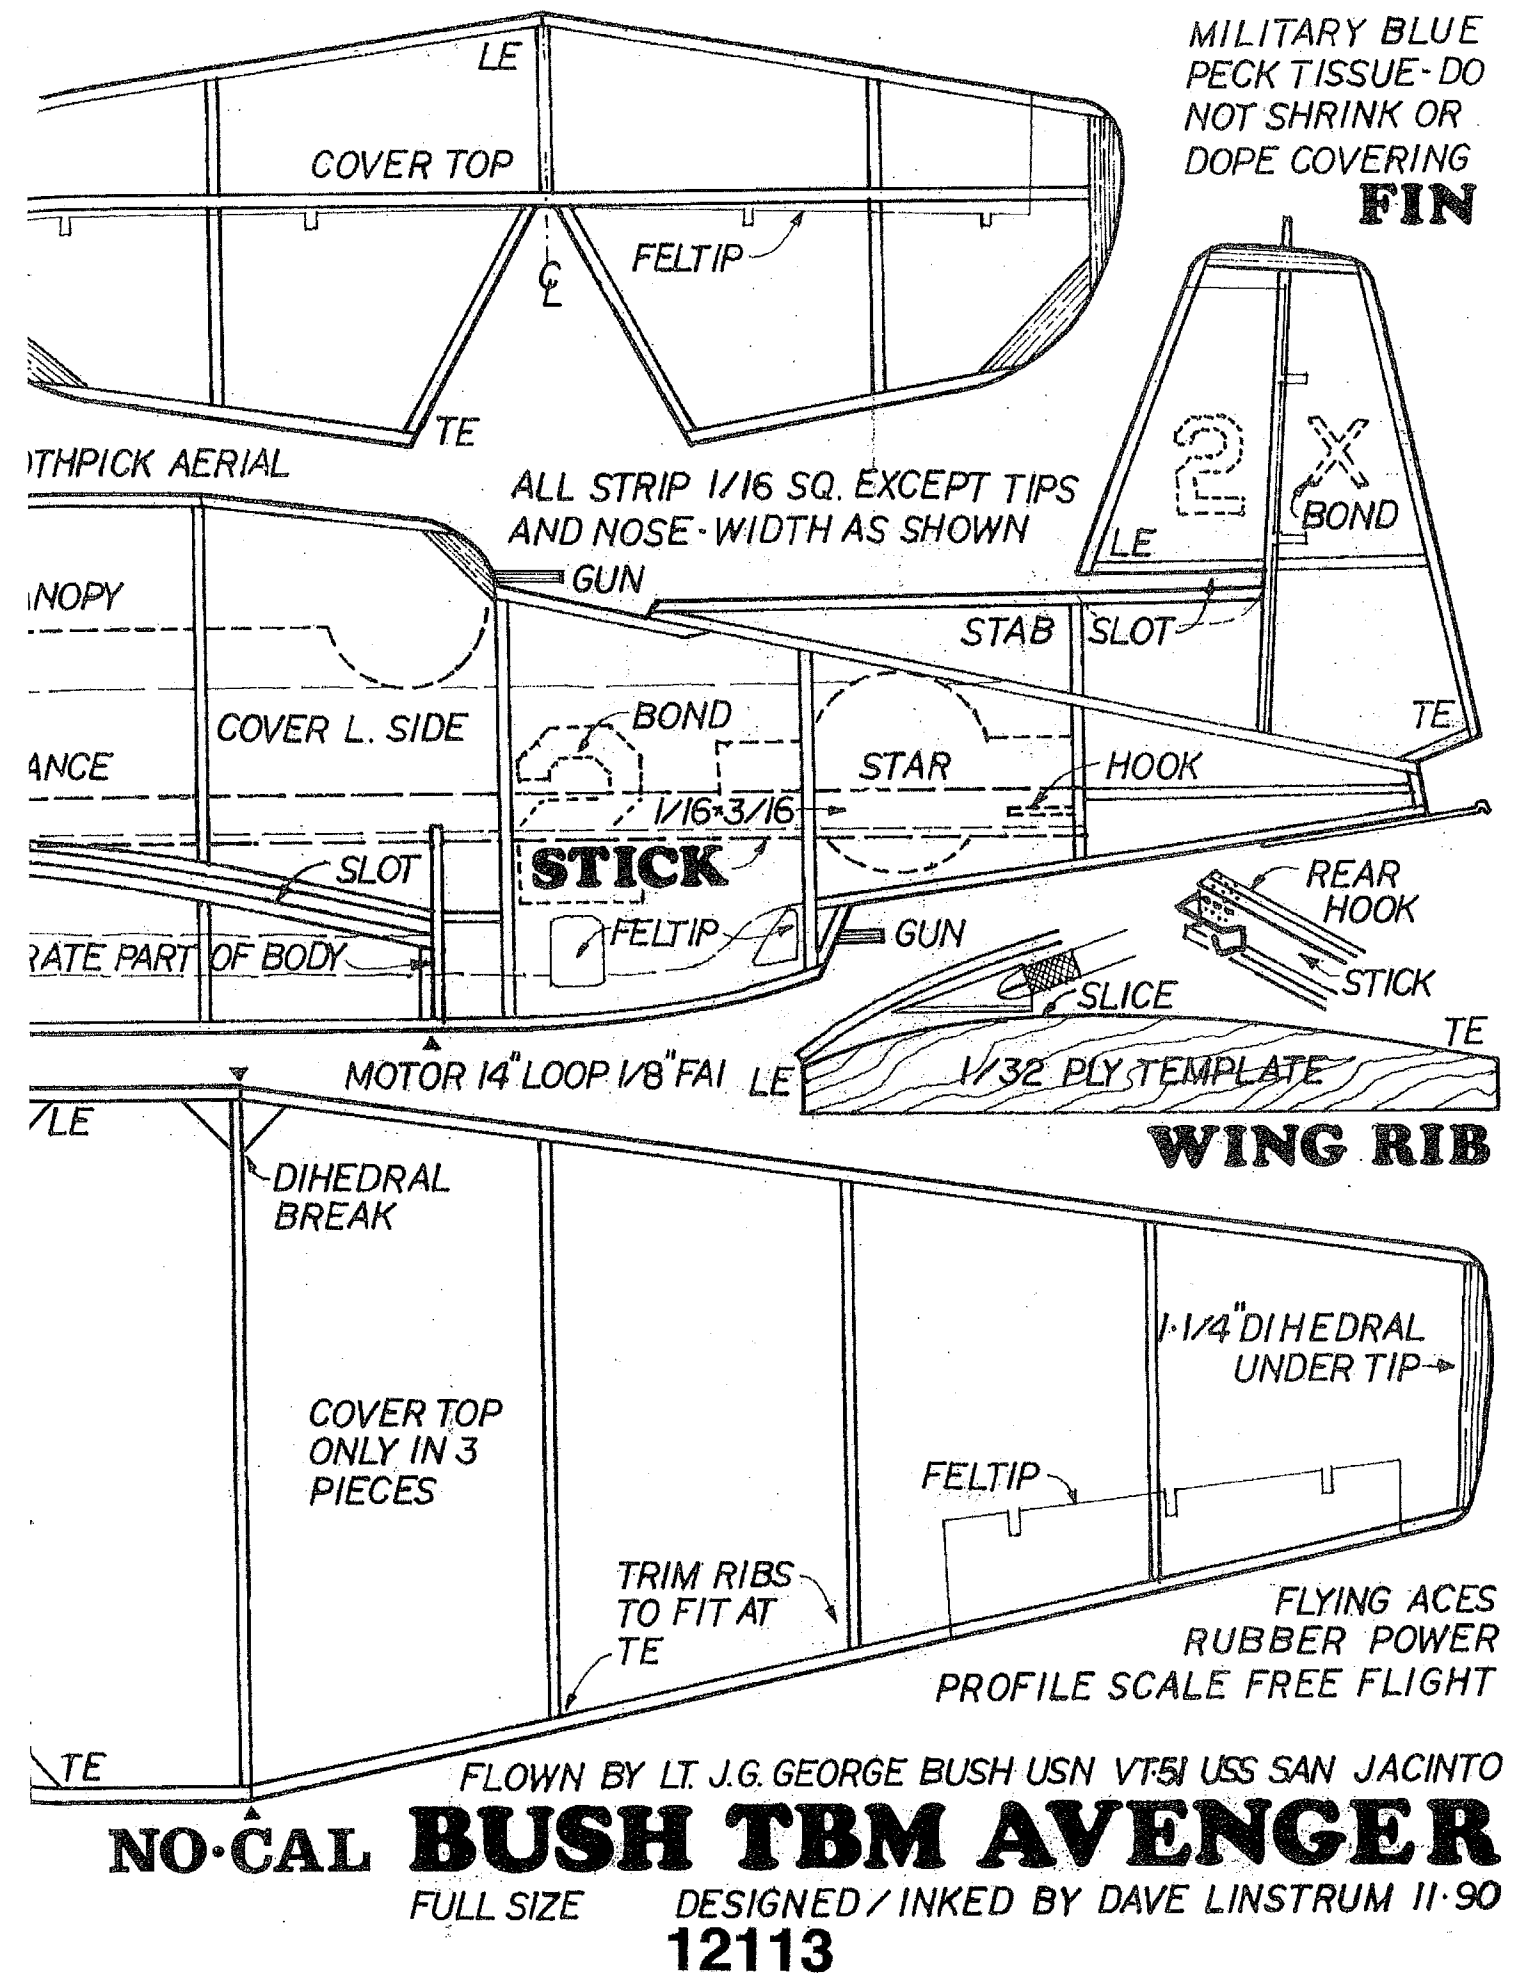 MILITARY BLUE
PECK TISSUE-DO
NOT SHRINK OR
DOPE COVERING
FIN
LE
COVER TOP
FELTIP
CL
TE
ALL STRIP 1/16 SQ. EXCEPT TIPS
AND NOSE-WIDTH AS SHOWN
2
X
BOND
LE
AERIAL
GUN
STAB
SLOT
COVER L. SIDE
BOND
STAR
HOOK
TE
1/16x3/16
STICK
SLOT
REAR
HOOK
PART OF BODY
FELTIP
GUN
STICK
SLICE
TE
MOTOR 14" LOOP 1/8" FAI
LE
1/32 PLY TEMPLATE
WING RIB
LE
DIHEDRAL
BREAK
1-1/4" DIHEDRAL
UNDER TIP
COVER TOP
ONLY IN 3
PIECES
FELTIP
TRIM RIBS
TO FIT AT
TE
FLYING ACES
RUBBER POWER
PROFILE SCALE FREE FLIGHT
TE
FLOWN BY LT. J.G. GEORGE BUSH USN VT-51 USS SAN JACINTO
NO-CAL BUSH TBM AVENGER
FULL SIZE DESIGNED/INKED BY DAVE LINSTRUM 11-90
12113